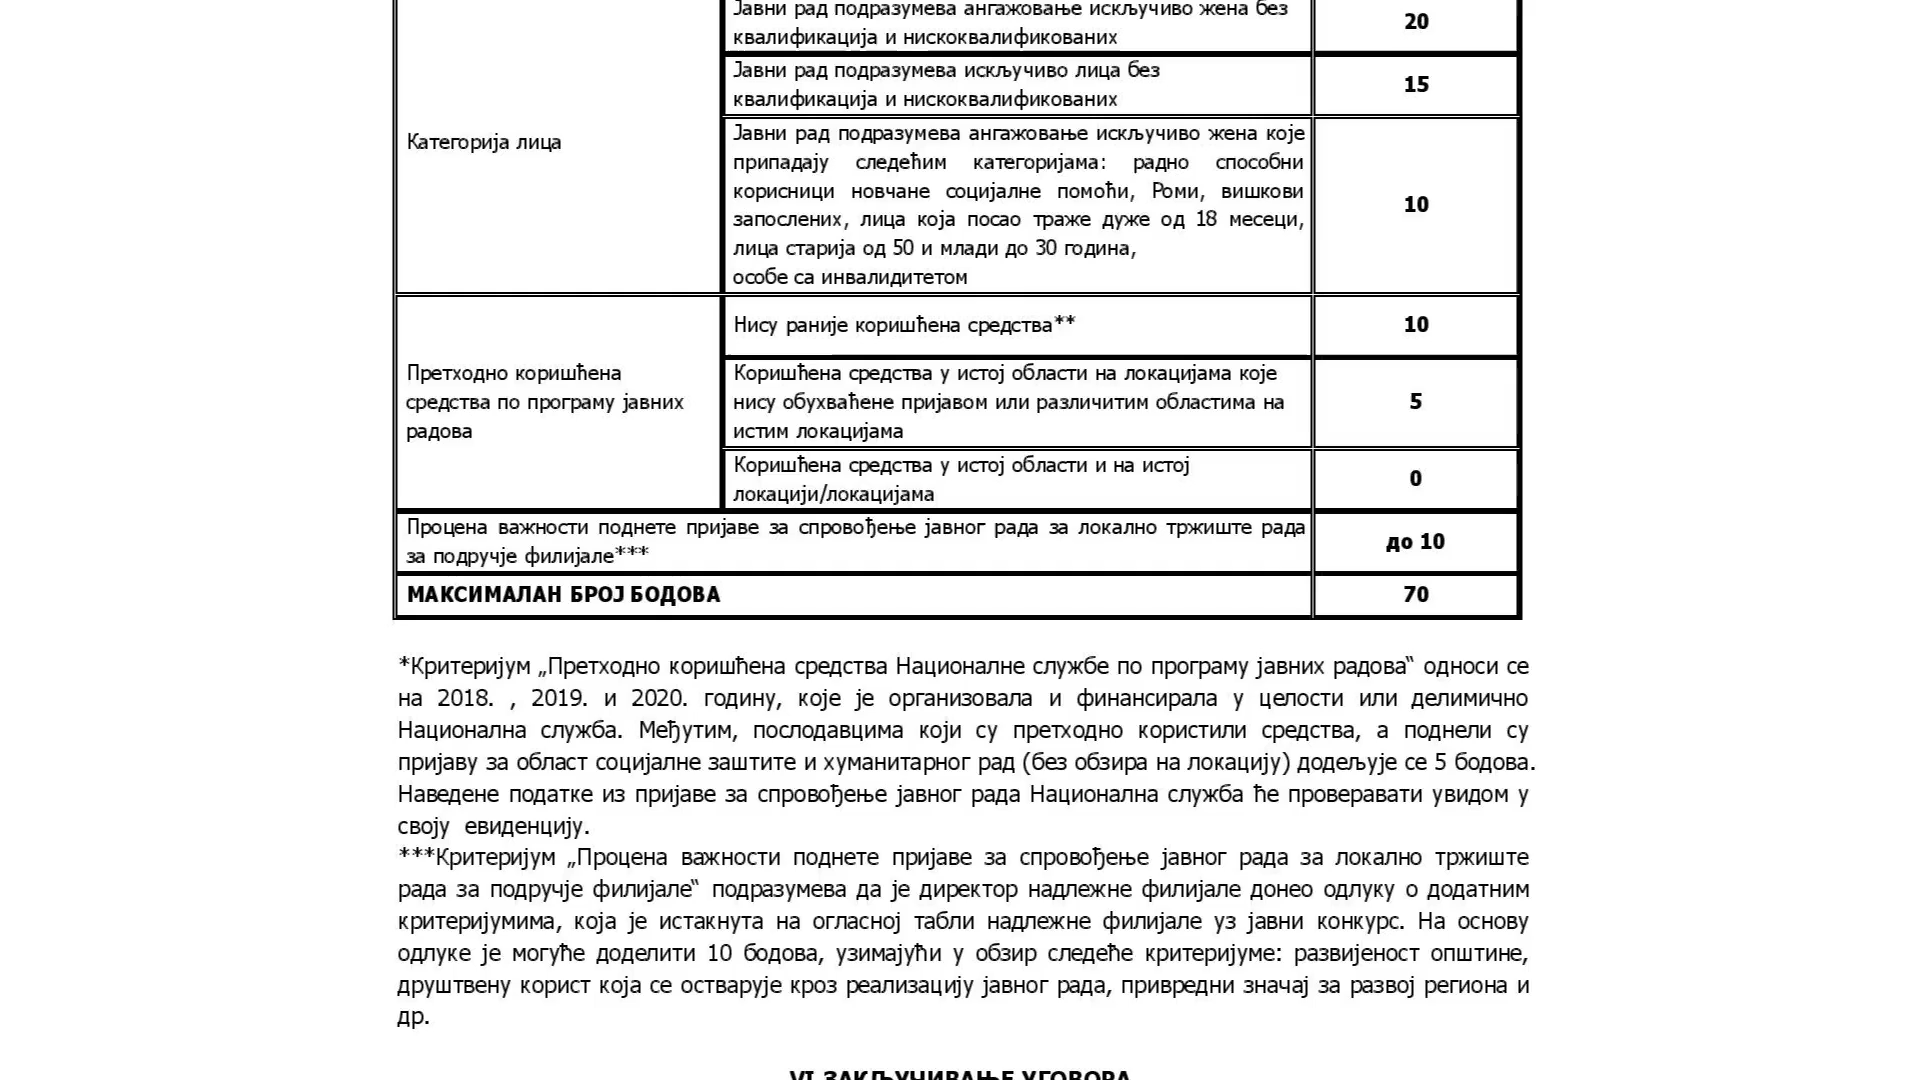 Јавни рад подразумева ангажовање искључиво жена без
квалификација и нискоквалификованих
20
Јавни рад подразумева искључиво лица без
квалификација и нискоквалификованих
15
Категорија лица
Јавни рад подразумева ангажовање искључиво жена које
припадају следећим категоријама: радно способни
корисници новчане социјалне помоћи, Роми, вишкови
запослених, лица која посао траже дуже од 18 месеци,
лица старија од 50 и млади до 30 година,
особе са инвалидитетом
10
Претходно коришћена
средства по програму јавних
радова
Нису раније коришћена средства**
10
Коришћена средства у истој области на локацијама које
нису обухваћене пријавом или различитим областима на
истим локацијама
5
Коришћена средства у истој области и на истој
локацији/локацијама
0
Процена важности поднете пријаве за спровођење јавног рада за локално тржиште рада
за подручје филијале***
до 10
МАКСИМАЛАН БРОЈ БОДОВА
70
*Критеријум „Претходно коришћена средства Националне службе по програму јавних радова“ односи се
на 2018. , 2019. и 2020. годину, које је организовала и финансирала у целости или делимично
Национална служба. Међутим, послодавцима који су претходно користили средства, а поднели су
пријаву за област социјалне заштите и хуманитарног рад (без обзира на локацију) додељује се 5 бодова.
Наведене податке из пријаве за спровођење јавног рада Национална служба ће проверавати увидом у
своју евиденцију.
***Критеријум „Процена важности поднете пријаве за спровођење јавног рада за локално тржиште
рада за подручје филијале“ подразумева да је директор надлежне филијале донео одлуку о додатним
критеријумима, која је истакнута на огласној табли надлежне филијале уз јавни конкурс. На основу
одлуке је могуће доделити 10 бодова, узимајући у обзир следеће критеријуме: развијеност општине,
друштвену корист која се остварује кроз реализацију јавног рада, привредни значај за развој региона и
др.
VI ЗАКЉУЧИВАЊЕ УГОВОРА